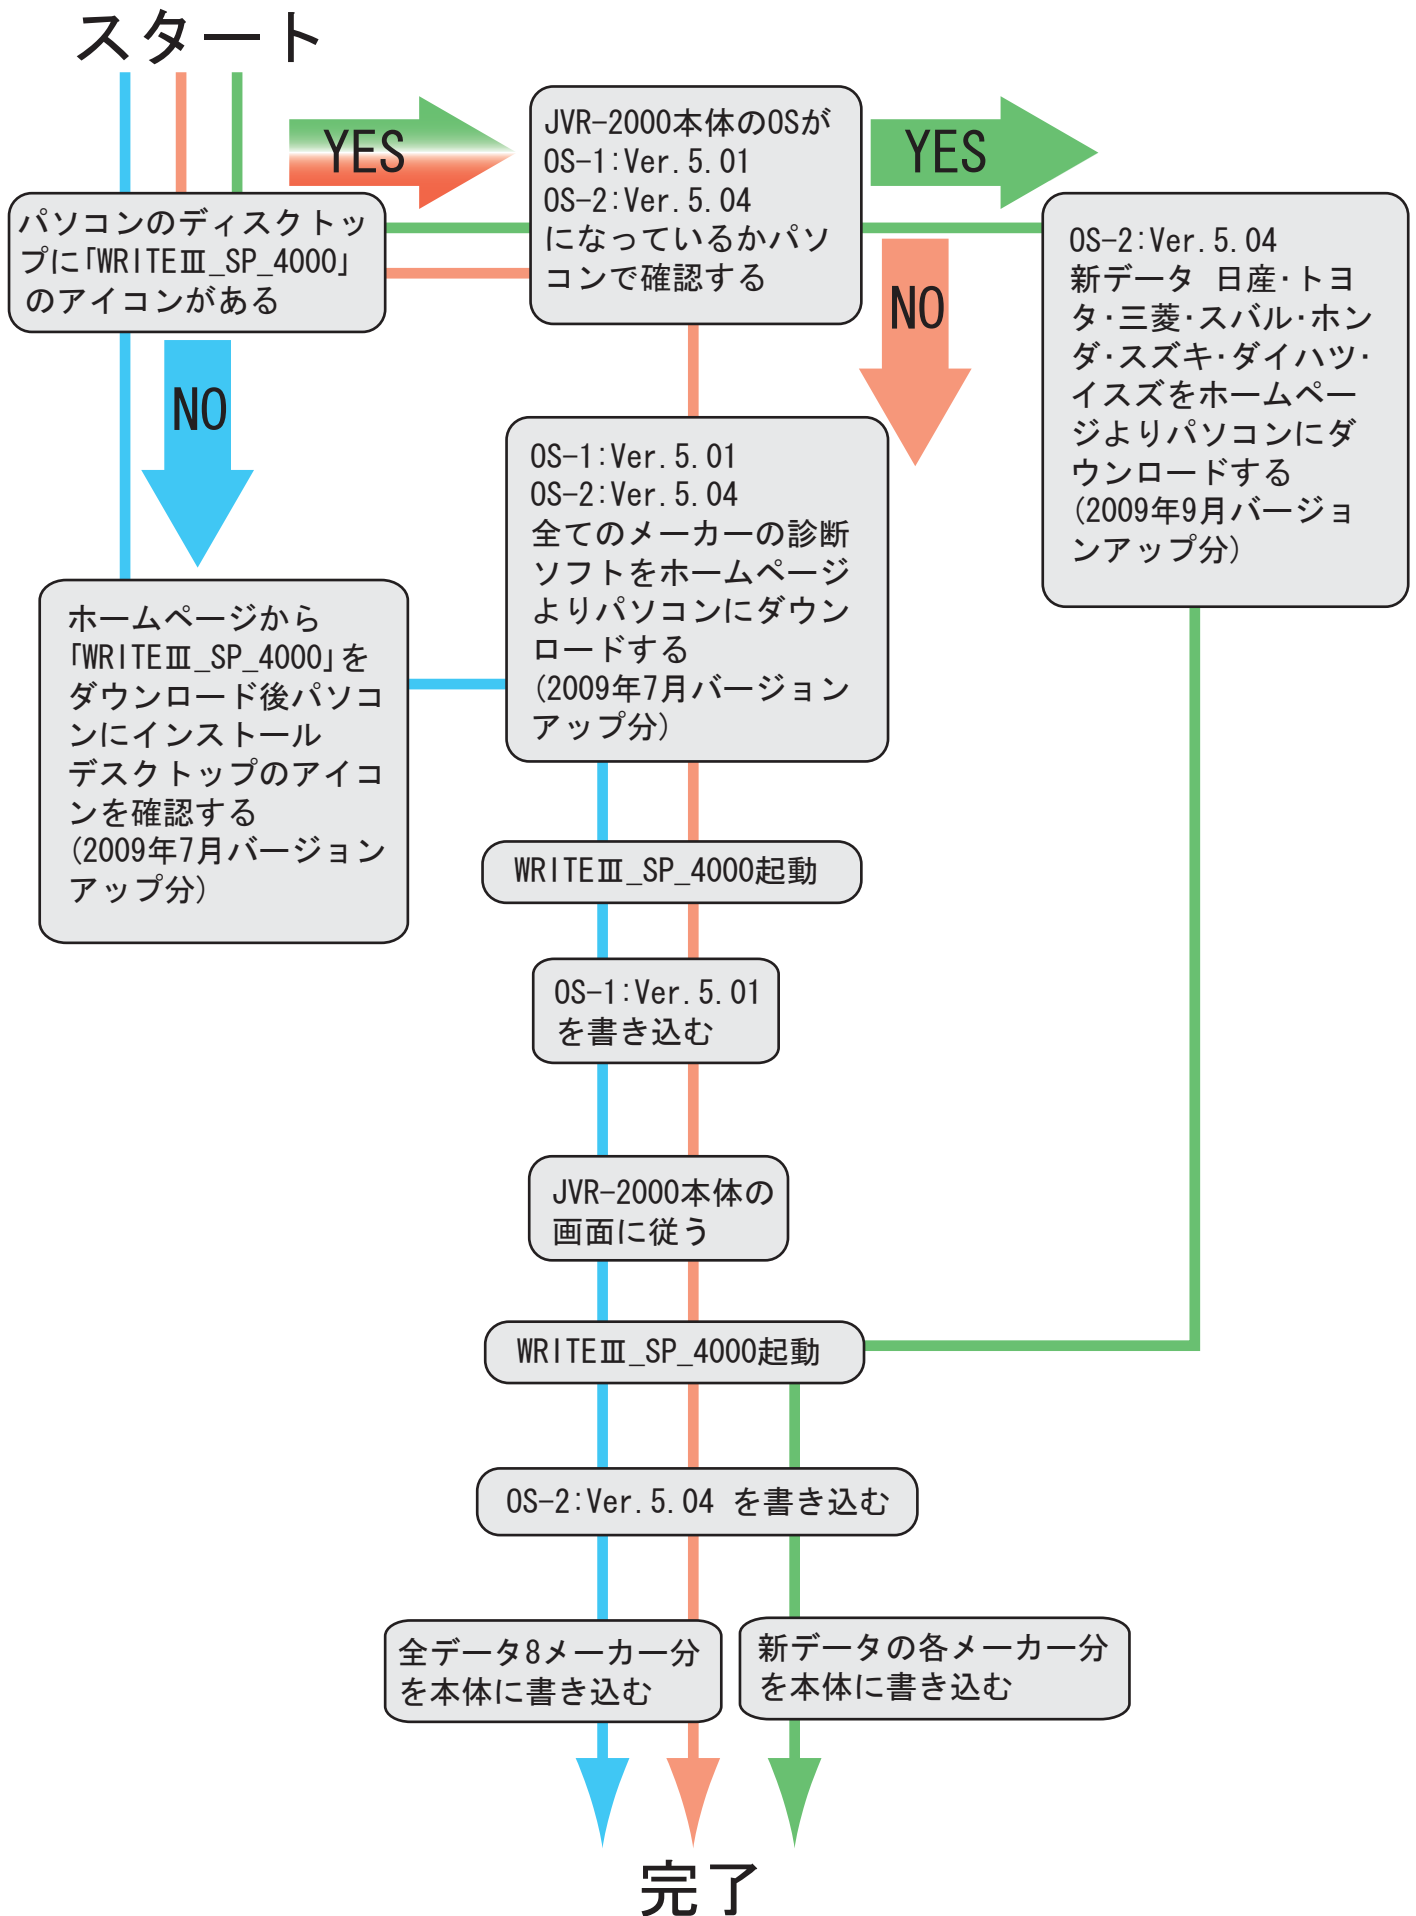 スタート
YES
パソコンのディスクトッ
プに「WRITEⅢ_SP_4000」
のアイコンがある
JVR-2000本体のOSが
OS-1:Ver.5.01
OS-2:Ver.5.04
になっているかパソ
コンで確認する
YES
NO
NO
OS-2:Ver.5.04
新データ 日産・トヨ
タ・三菱・スバル・ホン
ダ・スズキ・ダイハツ・
イスズをホームペー
ジよりパソコンにダ
ウンロードする
(2009年9月バージョ
ンアップ分)
OS-1:Ver.5.01
OS-2:Ver.5.04
全てのメーカーの診断
ソフトをホームページ
よりパソコンにダウン
ロードする
(2009年7月バージョン
アップ分)
ホームページから
「WRITEⅢ_SP_4000」を
ダウンロード後パソコ
ンにインストール
デスクトップのアイコ
ンを確認する
(2009年7月バージョン
アップ分)
WRITEⅢ_SP_4000起動
OS-1:Ver.5.01
を書き込む
JVR-2000本体の
画面に従う
WRITEⅢ_SP_4000起動
OS-2:Ver.5.04 を書き込む
全データ8メーカー分
を本体に書き込む
新データの各メーカー分
を本体に書き込む
完了